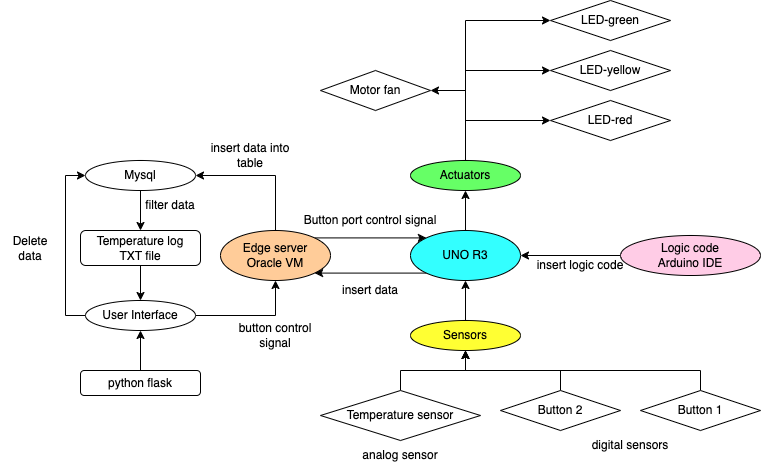 LED-green
LED-yellow
Motor fan
LED-red
insert data into
table
Mysql
Actuators
filter data
Button port control signal
Delete
data
Temperature log
TXT file
Edge server
Oracle VM
UNO R3
Logic code
Arduino IDE
insert logic code
insert data
User Interface
button control
signal
Sensors
python flask
Temperature sensor
Button 2
Button 1
analog sensor
digital sensors